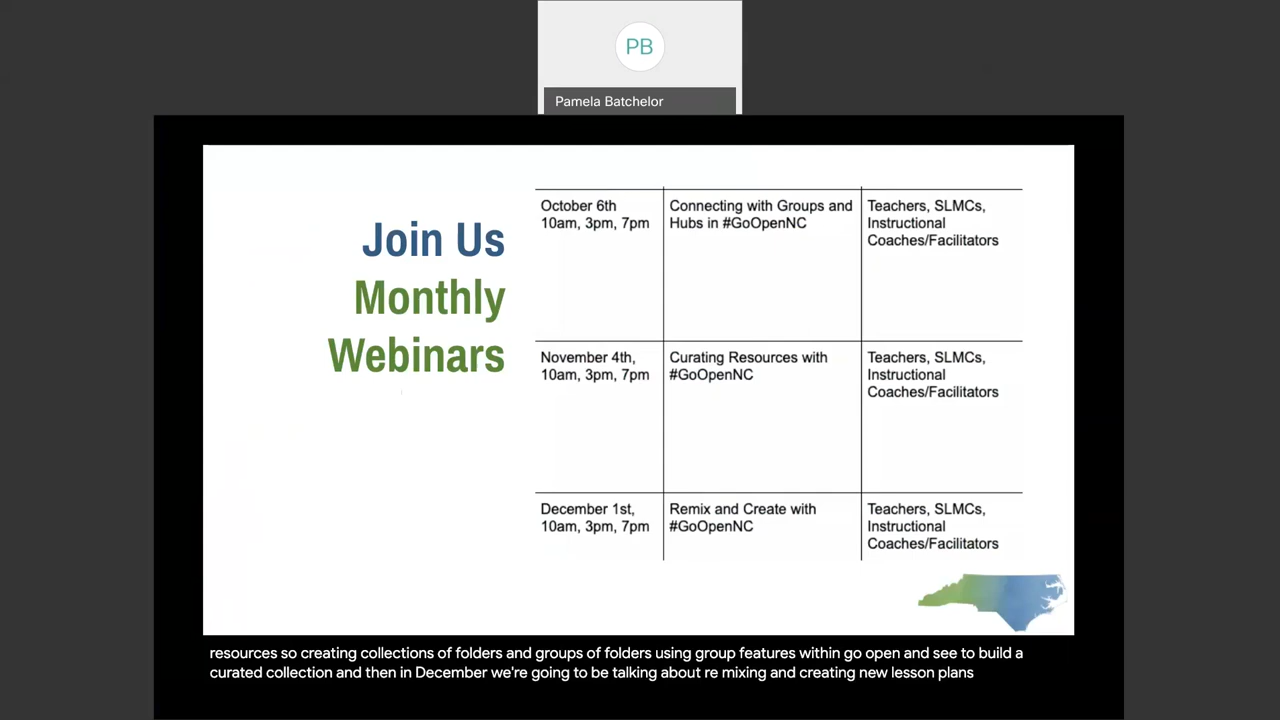 PB
Pamela Batchelor
Join Us
Monthly
Webinars
October 6th
10am, 3pm, 7pm
Connecting with Groups and
Hubs in #GoOpenNC
Teachers, SLMCs,
Instructional
Coaches/Facilitators
November 4th,
10am, 3pm, 7pm
Curating Resources with
#GoOpenNC
Teachers, SLMCs,
Instructional
Coaches/Facilitators
December 1st,
10am, 3pm, 7pm
Remix and Create with
#GoOpenNC
Teachers, SLMCs,
Instructional
Coaches/Facilitators
resources so creating collections of folders and groups of folders using group features within go open and see to build a
curated collection and then in December we're going to be talking about re mixing and creating new lesson plans